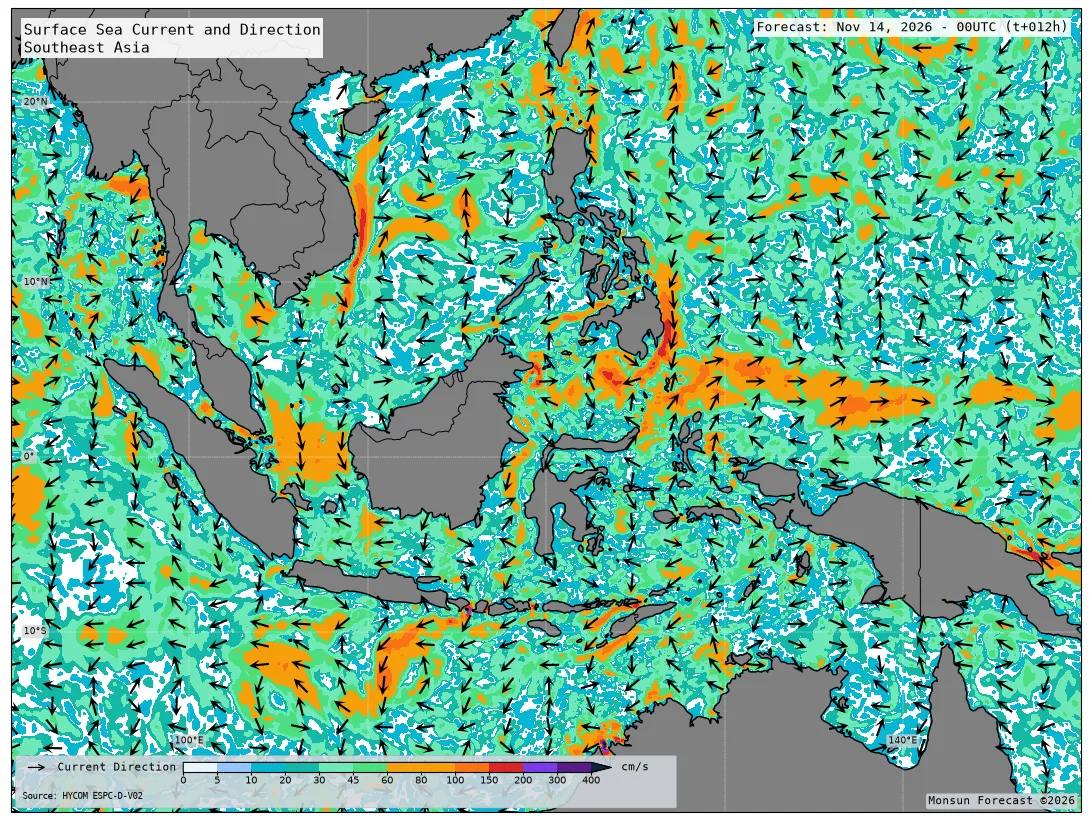 Surface Sea Current and Direction
Southeast Asia
Forecast: Nov 14, 2026 - 00UTC (t+012h)
20°N
10°N
0°
10°S
100°E
140°E
Current Direction
0 5 10 20 30 45 60 80 100 150 200 300 400 cm/s
Source: HYCOM ESPC-D-V02
Monsun Forecast ©2026